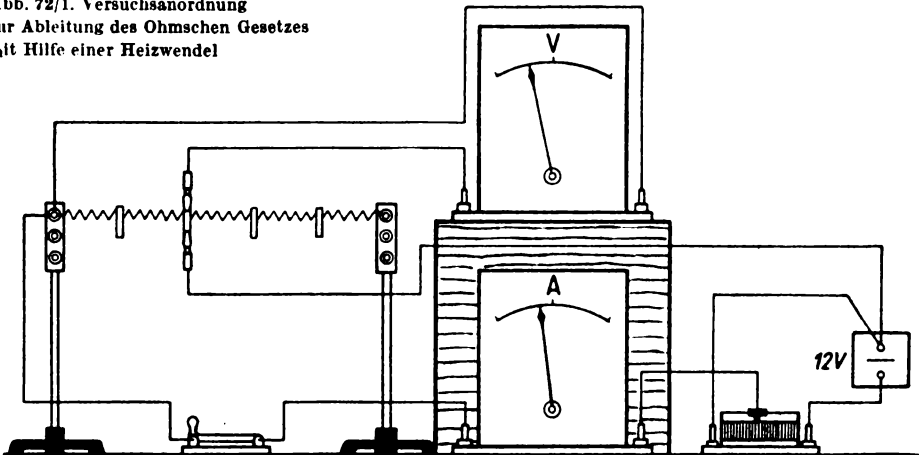 bb. 72/1. Versuchsanordnung
ur Ableitung des Ohmschen Gesetzes
it Hilfe einer Heizwendel
V
A
12V